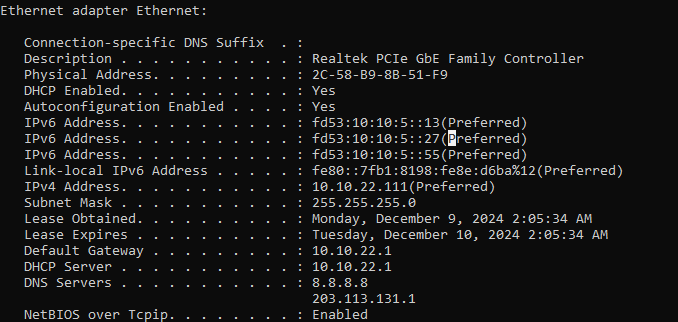 Ethernet adapter Ethernet:
Connection-specific DNS Suffix . :
Description . . . . . . . . . . . : Realtek PCIe GbE Family Controller
Physical Address. . . . . . . . . : 2C-58-B9-8B-51-F9
DHCP Enabled. . . . . . . . . . . : Yes
Autoconfiguration Enabled . . . . : Yes
IPv6 Address. . . . . . . . . . . : fd53:10:10:5::13(Preferred)
IPv6 Address. . . . . . . . . . . : fd53:10:10:5::27(Preferred)
IPv6 Address. . . . . . . . . . . : fd53:10:10:5::55(Preferred)
Link-local IPv6 Address . . . . . : fe80::7fb1:8198:fe8e:d6ba%12(Preferred)
IPv4 Address. . . . . . . . . . . : 10.10.22.111(Preferred)
Subnet Mask . . . . . . . . . . . : 255.255.255.0
Lease Obtained. . . . . . . . . . : Monday, December 9, 2024 2:05:34 AM
Lease Expires . . . . . . . . . . : Tuesday, December 10, 2024 2:05:34 AM
Default Gateway . . . . . . . . . : 10.10.22.1
DHCP Server . . . . . . . . . . . : 10.10.22.1
DNS Servers . . . . . . . . . . . : 8.8.8.8
203.113.131.1
NetBIOS over Tcpip. . . . . . . . : Enabled